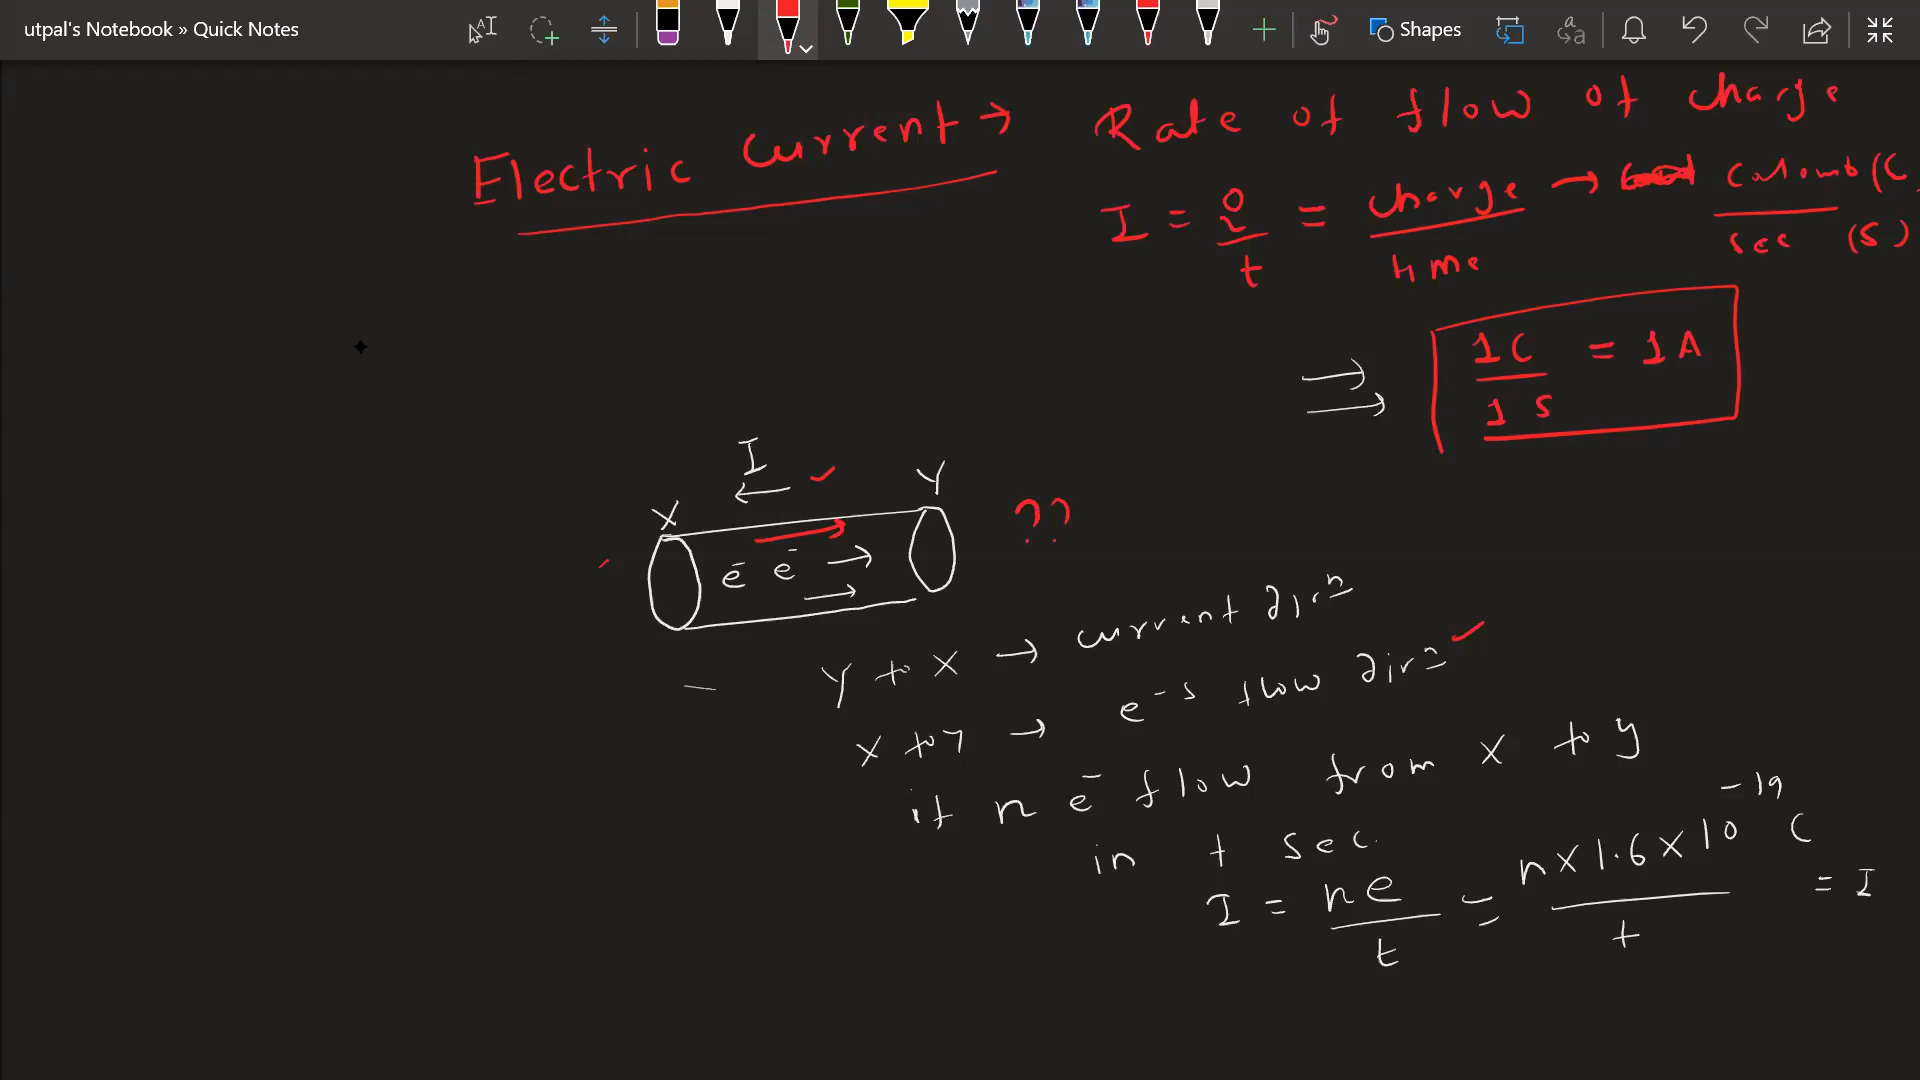 utpal's Notebook » Quick Notes
Shapes
Electric Current → Rate of flow of charge
I = Q/t = charge/time → Coloumb (C)/sec (S)
⇒ 1C/1S = 1A
I ←
X Y ??
e⁻ e⁻ →
Y to X → current dirⁿ
X to Y → e⁻s flow dirⁿ
if n e⁻ flow from X to y
in t sec.
I = ne/t = n×1.6×10⁻¹⁹ C/t = I